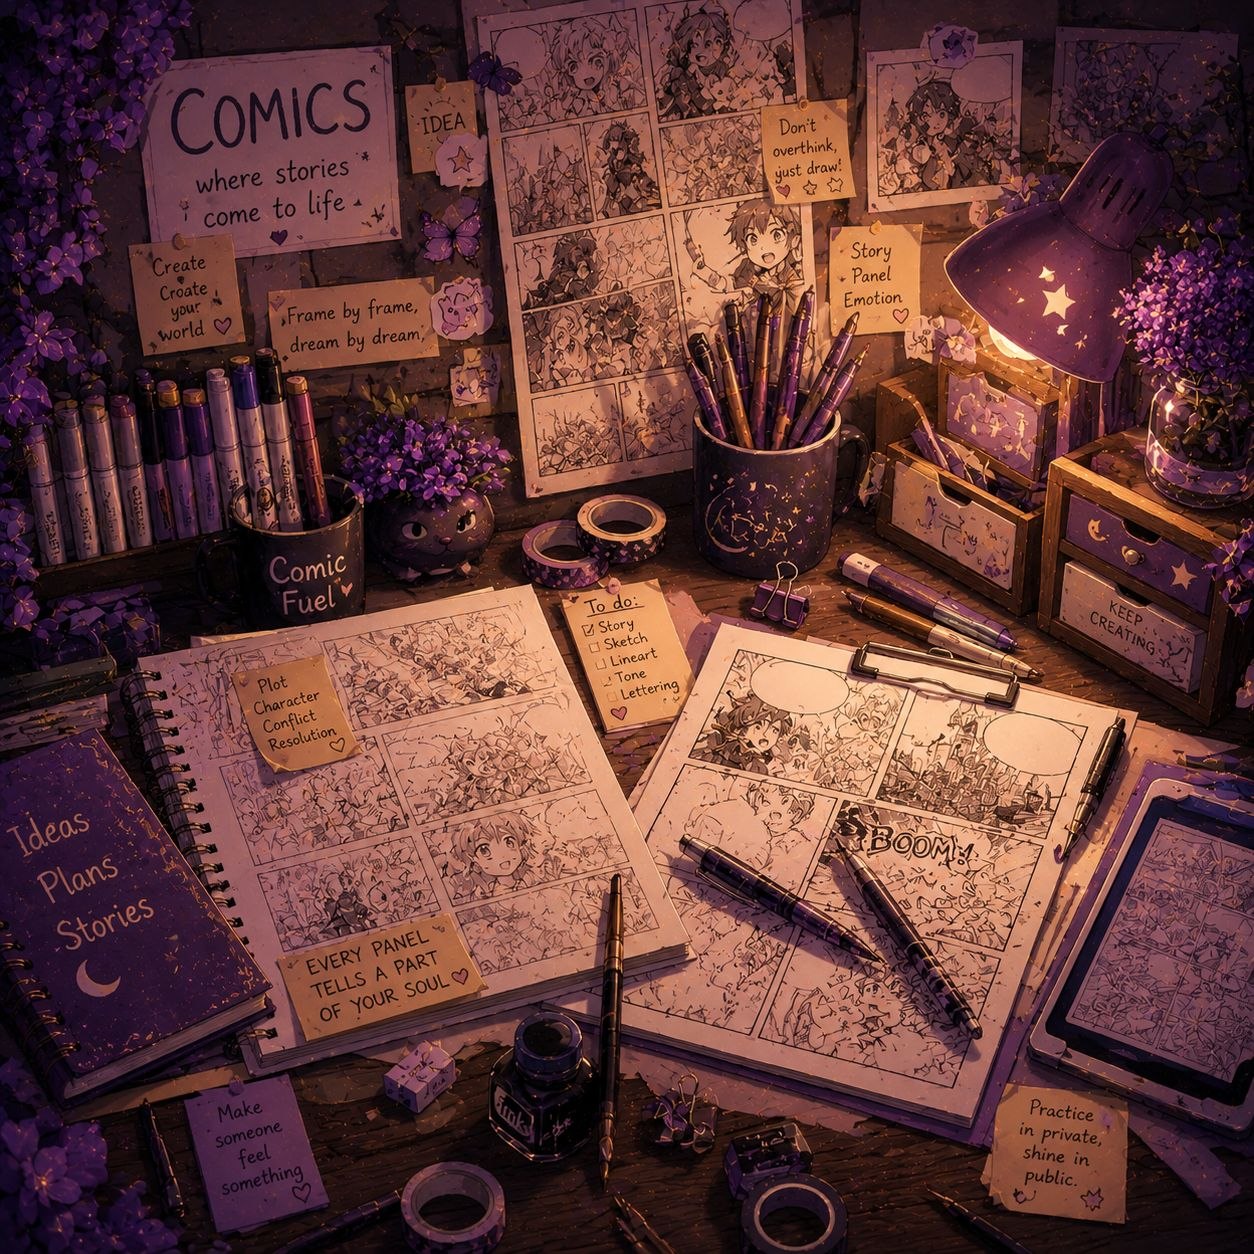 COMICS
where stories
come to life
IDEA
Don't
overthink,
just draw!
Create
Croate
your
world
Frame by frame,
dream by dream,
Story
Panel
Emotion
Comic
Fuel
KEEP
CREATING
To do:
Story
Sketch
Lineart
Tone
Lettering
Plot
Character
Conflict
Resolution
BOOM!
Ideas
Plans
Stories
EVERY PANEL
TELLS A PART
OF YOUR SOUL
Make
someone
feel
something
Practice
in private,
shine in
public.